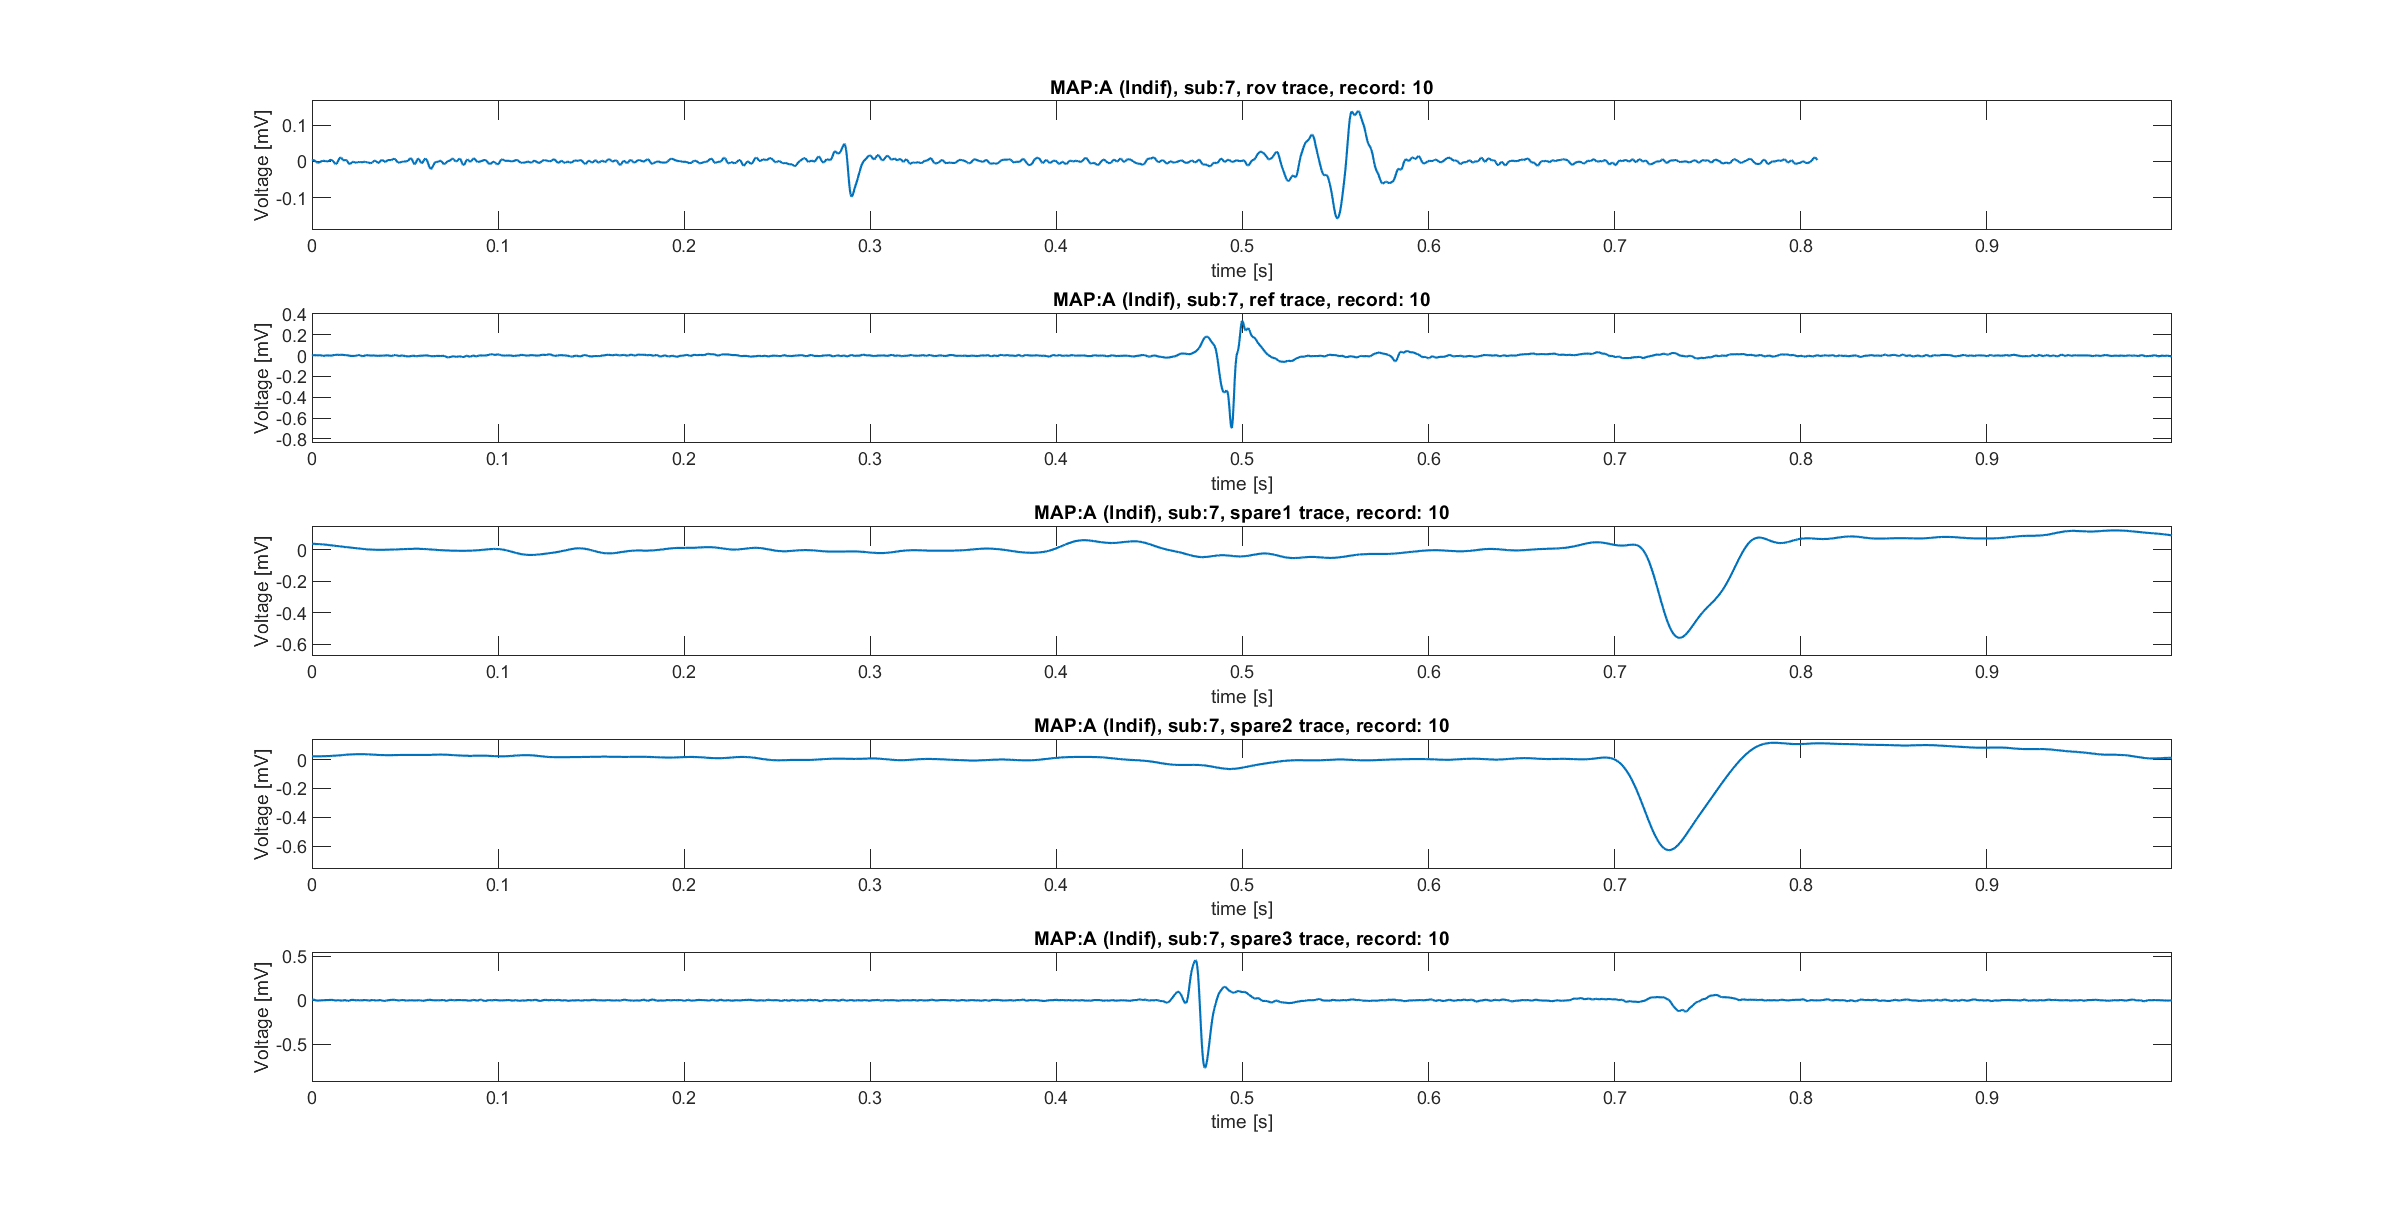 MAP:A (Indif), sub:7, rov trace, record: 10
Voltage [mV]
0.1
0
-0.1
0 0.1 0.2 0.3 0.4 0.5 0.6 0.7 0.8 0.9
time [s]
MAP:A (Indif), sub:7, ref trace, record: 10
Voltage [mV]
0.4
0.2
0
-0.2
-0.4
-0.6
-0.8
0 0.1 0.2 0.3 0.4 0.5 0.6 0.7 0.8 0.9
time [s]
MAP:A (Indif), sub:7, spare1 trace, record: 10
Voltage [mV]
0
-0.2
-0.4
-0.6
0 0.1 0.2 0.3 0.4 0.5 0.6 0.7 0.8 0.9
time [s]
MAP:A (Indif), sub:7, spare2 trace, record: 10
Voltage [mV]
0
-0.2
-0.4
-0.6
0 0.1 0.2 0.3 0.4 0.5 0.6 0.7 0.8 0.9
time [s]
MAP:A (Indif), sub:7, spare3 trace, record: 10
Voltage [mV]
0.5
0
-0.5
0 0.1 0.2 0.3 0.4 0.5 0.6 0.7 0.8 0.9
time [s]